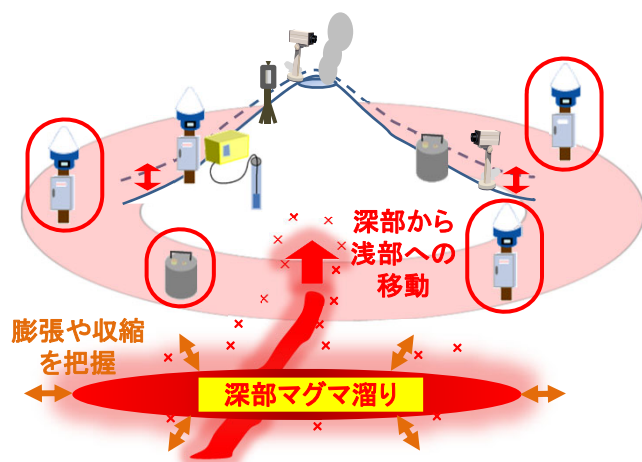 深部から
浅部への
移動
膨張や収縮
を把握
深部マグマ溜り